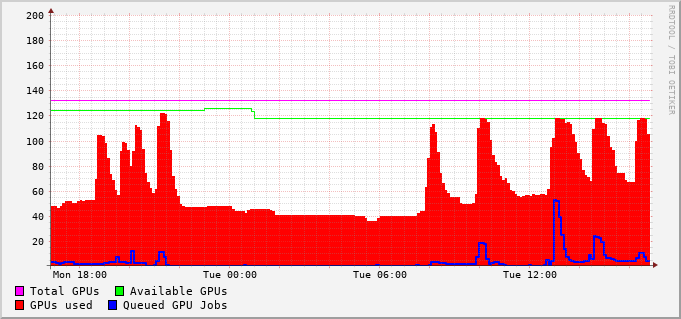 200
180
160
140
120
100
80
60
40
20
Mon 18:00 Tue 00:00 Tue 06:00 Tue 12:00
Total GPUs Available GPUs
GPUs used Queued GPU Jobs
RRDTOOL / TOBI OETIKER